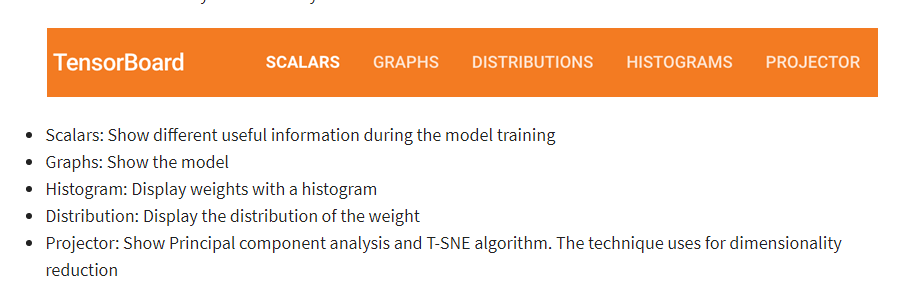 TensorBoard SCALARS GRAPHS DISTRIBUTIONS HISTOGRAMS PROJECTOR
• Scalars: Show different useful information during the model training
• Graphs: Show the model
• Histogram: Display weights with a histogram
• Distribution: Display the distribution of the weight
• Projector: Show Principal component analysis and T-SNE algorithm. The technique uses for dimensionality
reduction